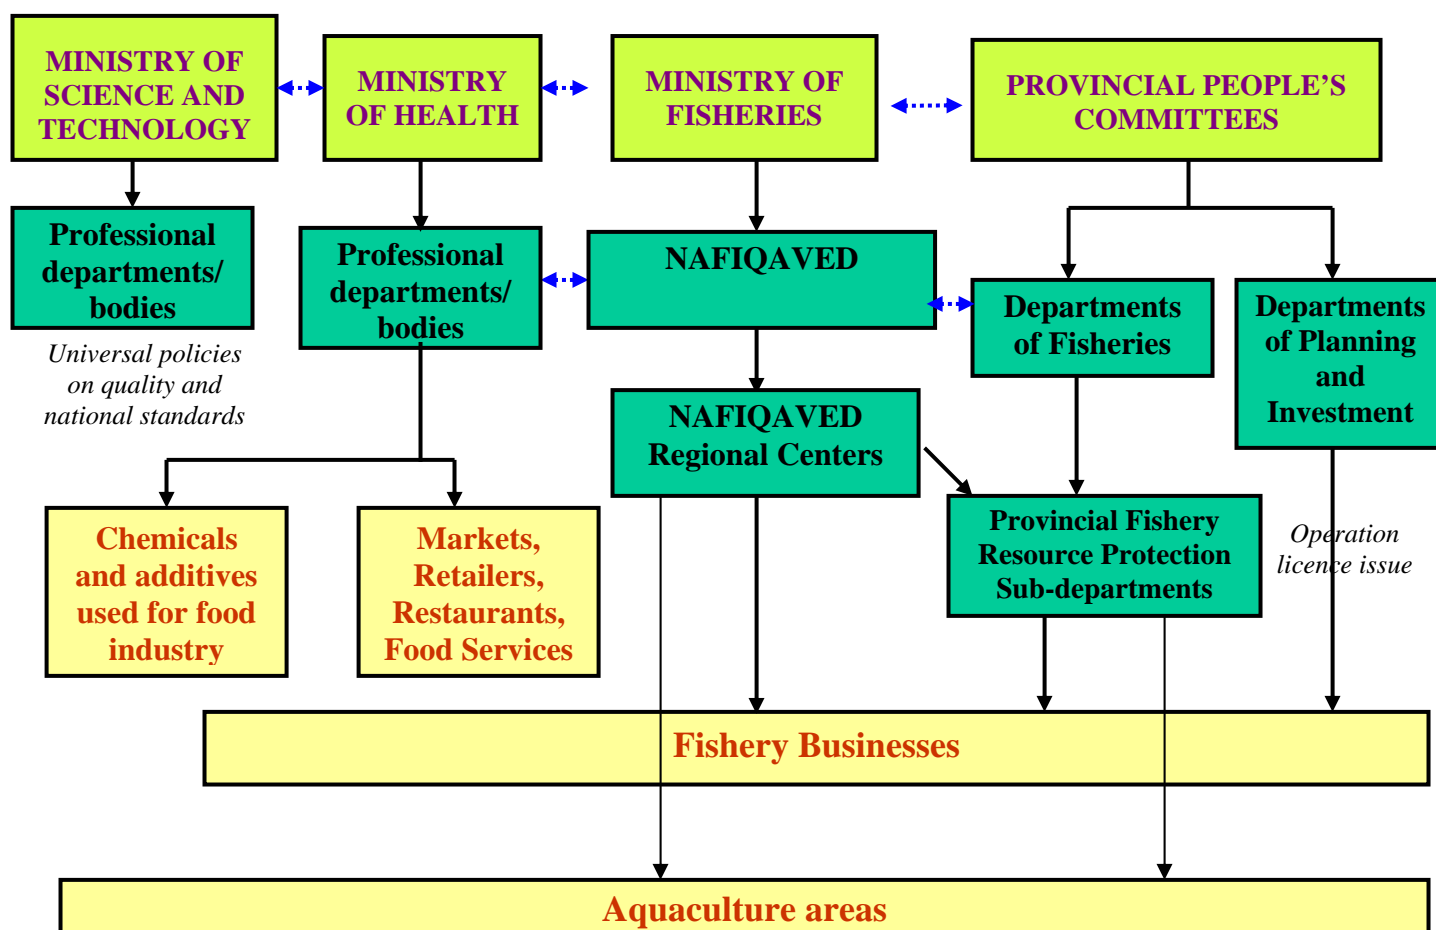 MINISTRY OF
SCIENCE AND
TECHNOLOGY
MINISTRY
OF HEALTH
MINISTRY OF
FISHERIES
PROVINCIAL PEOPLE’S
COMMITTEES
Professional
departments/
bodies
Professional
departments/
bodies
NAFIQAVED
Departments
of Fisheries
Departments
of Planning
and
Investment
Universal policies
on quality and
national standards
NAFIQAVED
Regional Centers
Chemicals
and additives
used for food
industry
Markets,
Retailers,
Restaurants,
Food Services
Provincial Fishery
Resource Protection
Sub-departments
Operation
licence issue
Fishery Businesses
Aquaculture areas